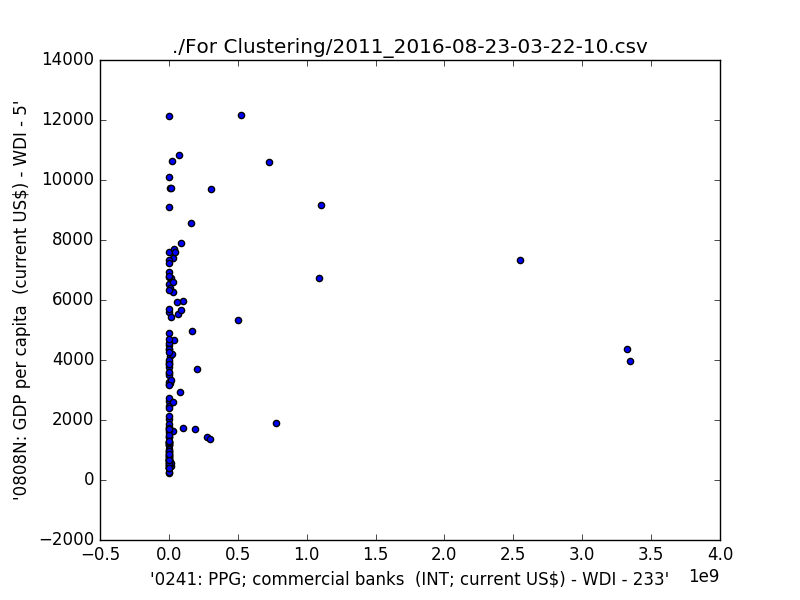 ./For Clustering/2011_2016-08-23-03-22-10.csv
14000
12000
10000
8000
6000
4000
2000
0
−2000
'0808N: GDP per capita  (current US$) - WDI - 5'
−0.5 0.0 0.5 1.0 1.5 2.0 2.5 3.0 3.5 4.0
1e9
'0241: PPG; commercial banks  (INT; current US$) - WDI - 233'